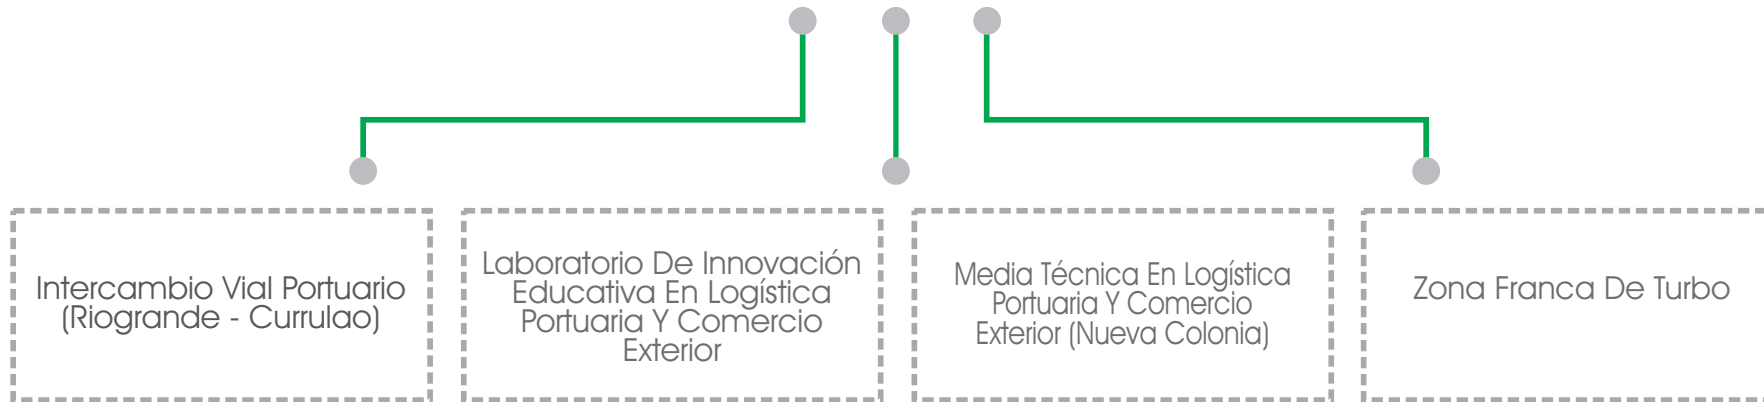 Intercambio Vial Portuario
(Riogrande - Currulao)
Laboratorio De Innovación
Educativa En Logística
Portuaria Y Comercio
Exterior
Media Técnica En Logística
Portuaria Y Comercio
Exterior (Nueva Colonia)
Zona Franca De Turbo